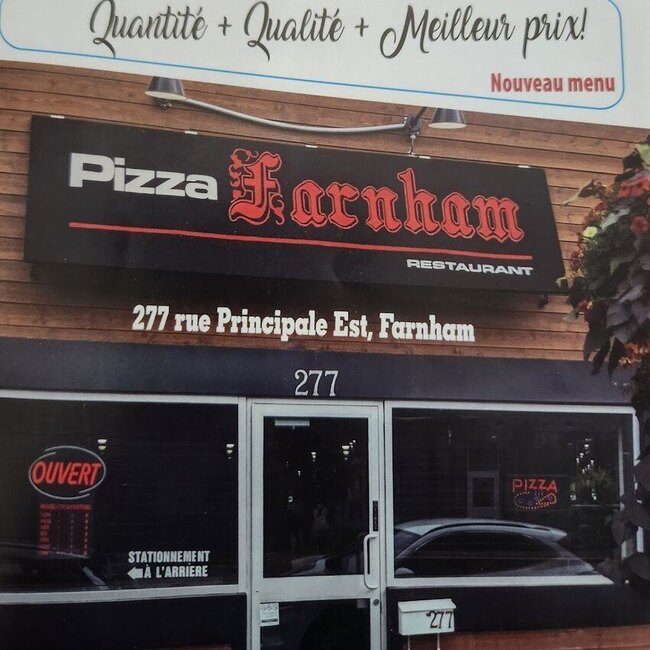 Quantité + Qualité + Meilleur prix!
Nouveau menu
Pizza Farnham
RESTAURANT
277 rue Principale Est, Farnham
277
OUVERT
PIZZA
STATIONNEMENT
À L'ARRIÈRE
277